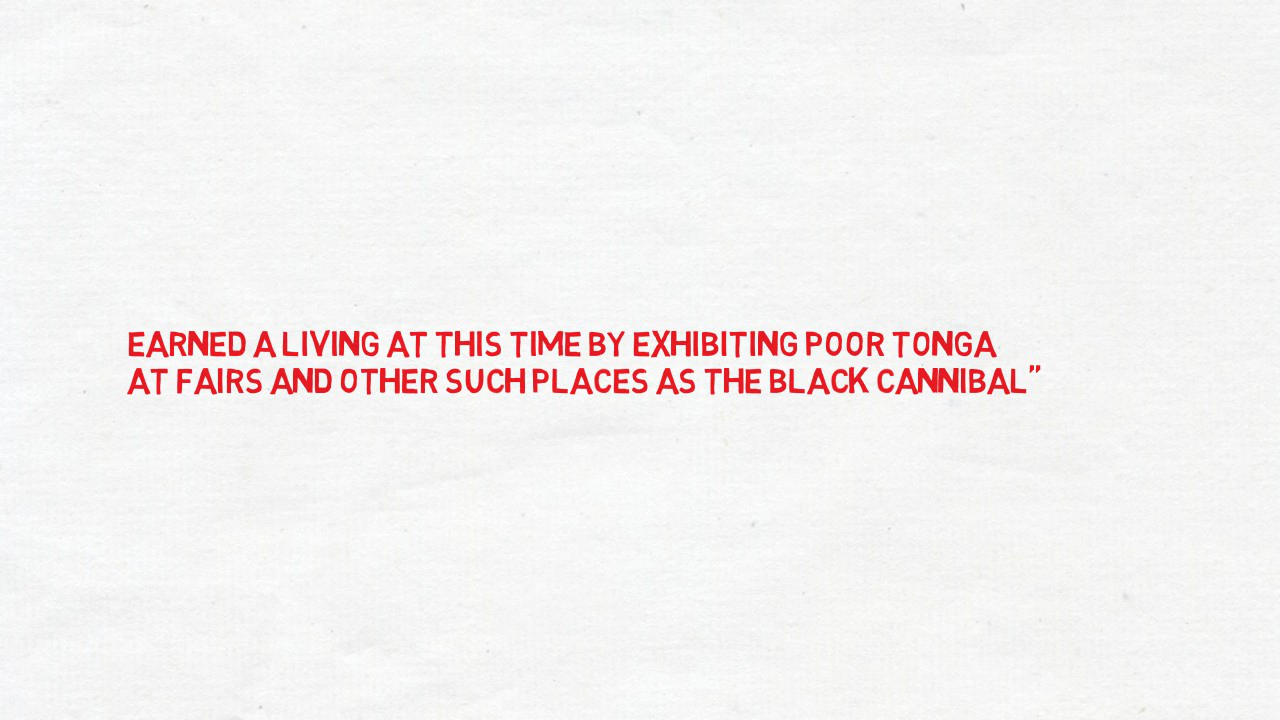 EARNED A LIVING AT THIS TIME BY EXHIBITING POOR TONGA
AT FAIRS AND OTHER SUCH PLACES AS THE BLACK CANNIBAL”